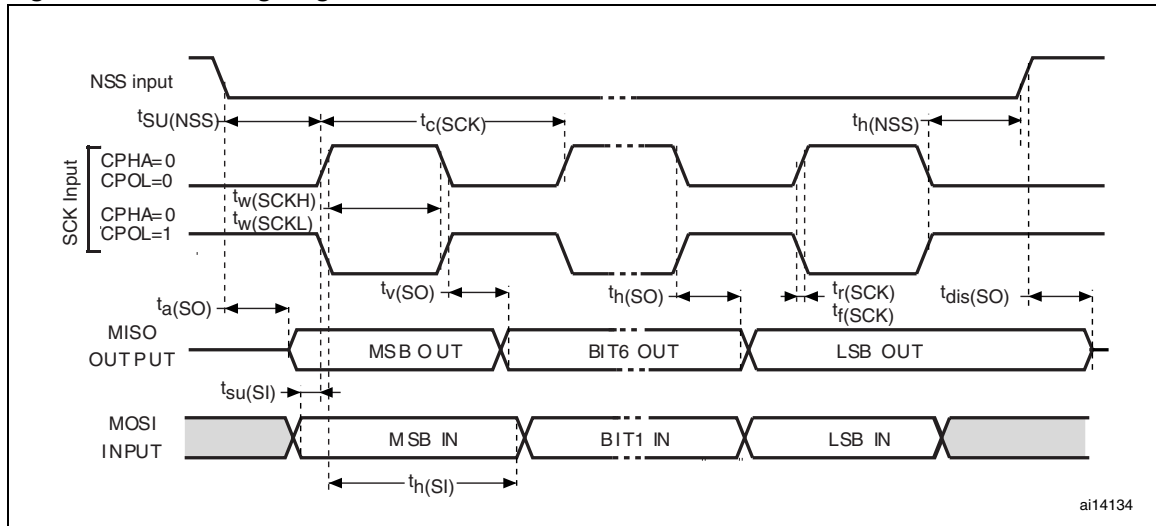 NSS input
tSU(NSS)
tc(SCK)
th(NSS)
SCK Input
CPHA=0
CPOL=0
tw(SCKH)
tw(SCKL)
CPHA=0
CPOL=1
ta(SO)
tv(SO)
th(SO)
tr(SCK)
tf(SCK)
tdis(SO)
MISO
OUTPUT
MSB OUT
BIT6 OUT
LSB OUT
tsu(SI)
MOSI
INPUT
MSB IN
BIT1 IN
LSB IN
th(SI)
ai14134